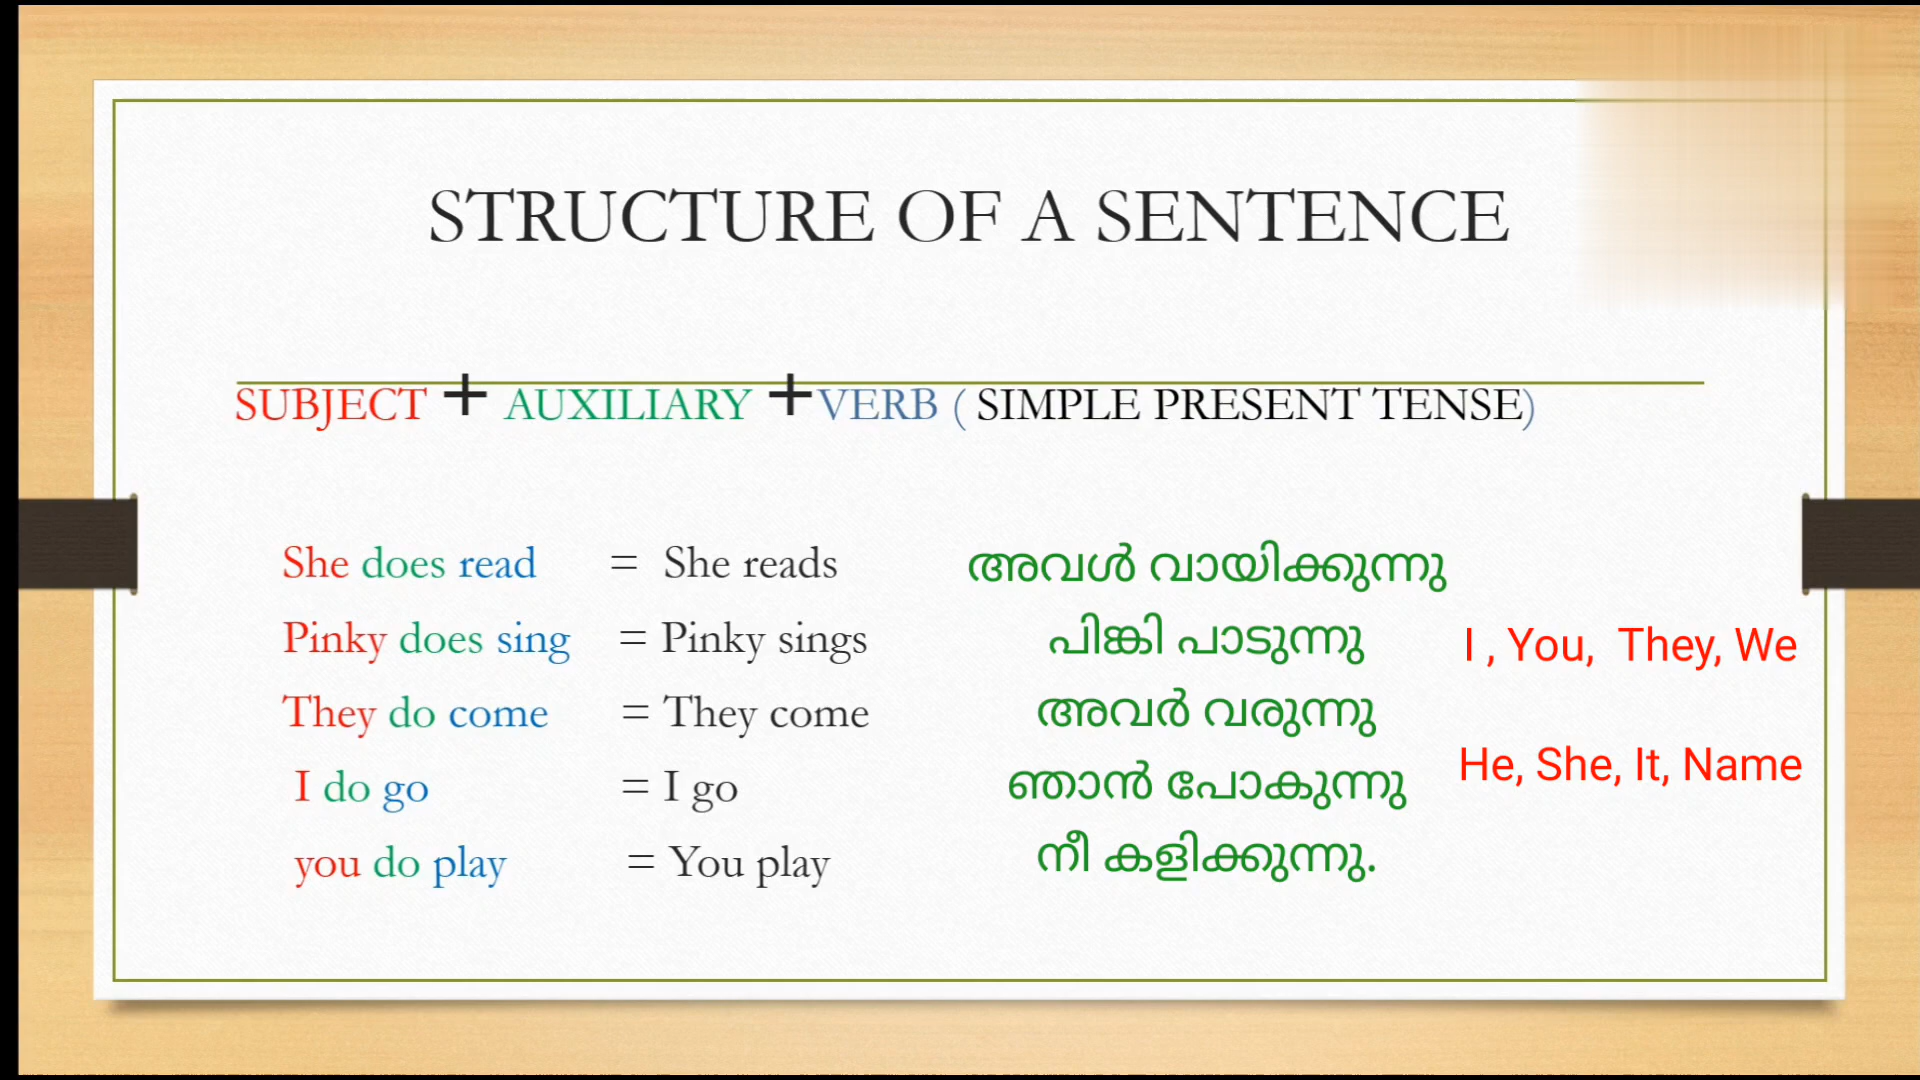 STRUCTURE OF A SENTENCE
SUBJECT + AUXILIARY + VERB ( SIMPLE PRESENT TENSE)
She does read = She reads അവൾ വായിക്കുന്നു
Pinky does sing = Pinky sings പിങ്കി പാടുന്നു I , You, They, We
They do come = They come അവർ വരുന്നു
He, She, It, Name
I do go = I go ഞാൻ പോകുന്നു
you do play = You play നീ കളിക്കുന്നു.